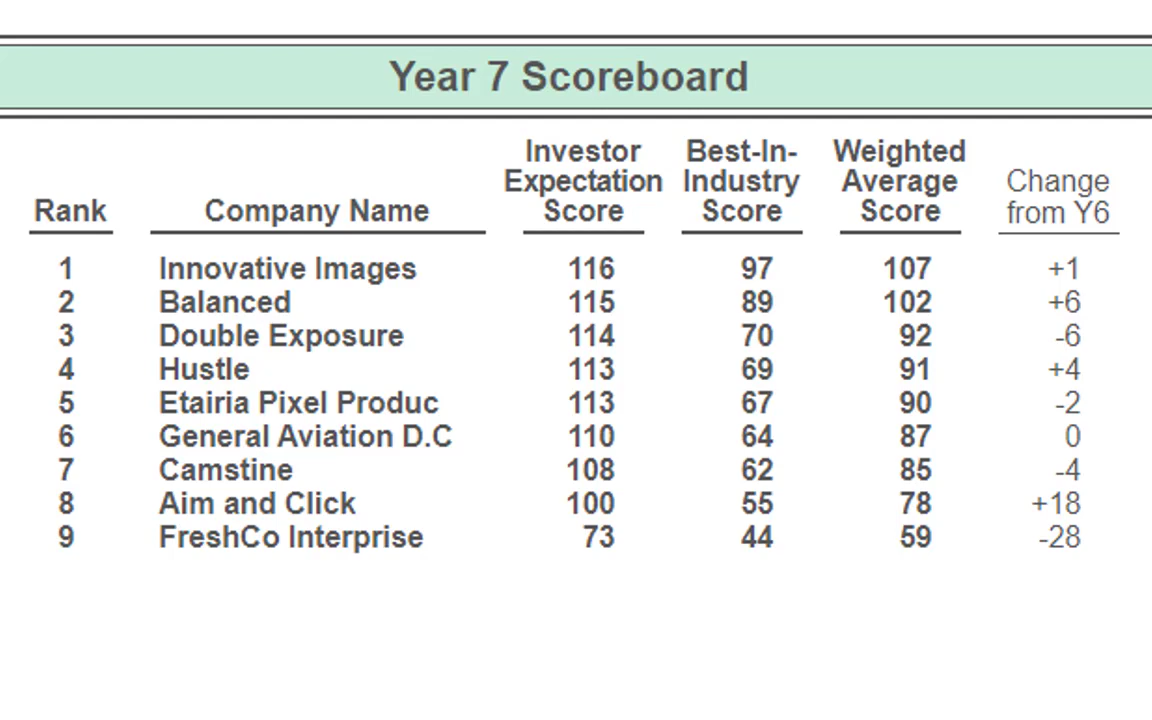 Year 7 Scoreboard
Rank Company Name Investor Expectation Score Best-In-Industry Score Weighted Average Score Change from Y6
1 Innovative Images 116 97 107 +1
2 Balanced 115 89 102 +6
3 Double Exposure 114 70 92 -6
4 Hustle 113 69 91 +4
5 Etairia Pixel Produc 113 67 90 -2
6 General Aviation D.C 110 64 87 0
7 Camstine 108 62 85 -4
8 Aim and Click 100 55 78 +18
9 FreshCo Interprise 73 44 59 -28